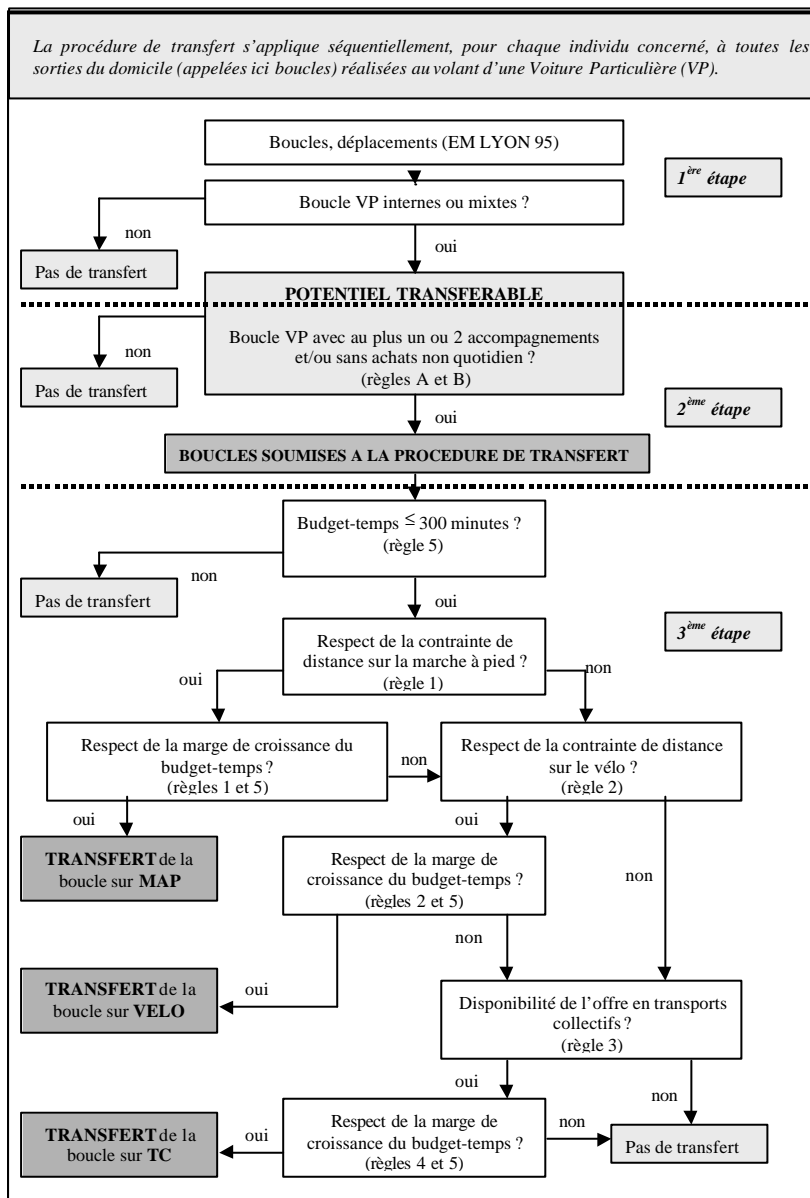 La procédure de transfert s'applique séquentiellement, pour chaque individu concerné, à toutes les
sorties du domicile (appelées ici boucles) réalisées au volant d'une Voiture Particulière (VP).
Boucles, déplacements (EM LYON 95)
1ère étape
Boucle VP internes ou mixtes ?
non
oui
Pas de transfert
POTENTIEL TRANSFERABLE
Boucle VP avec au plus un ou 2 accompagnements
et/ou sans achats non quotidien ?
(règles A et B)
non
Pas de transfert
oui
2ème étape
BOUCLES SOUMISES A LA PROCEDURE DE TRANSFERT
Budget-temps ≤ 300 minutes ?
(règle 5)
non
Pas de transfert
oui
3ème étape
Respect de la contrainte de
distance sur la marche à pied ?
(règle 1)
oui
non
Respect de la marge de croissance du
budget-temps ?
(règles 1 et 5)
non
Respect de la contrainte de distance
sur le vélo ?
(règle 2)
oui
oui
TRANSFERT de la
boucle sur MAP
Respect de la marge de
croissance du budget-temps ?
(règles 2 et 5)
non
non
TRANSFERT de la
boucle sur VELO
oui
Disponibilité de l'offre en transports
collectifs ?
(règle 3)
oui
non
TRANSFERT de la
boucle sur TC
oui
Respect de la marge de
croissance du budget-temps ?
(règles 4 et 5)
non
Pas de transfert